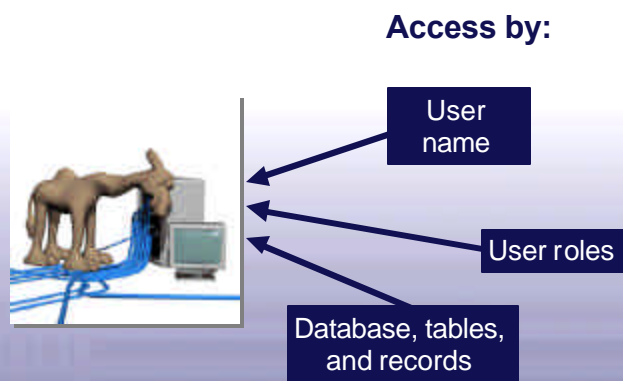 Access by:
User
name
User roles
Database, tables,
and records